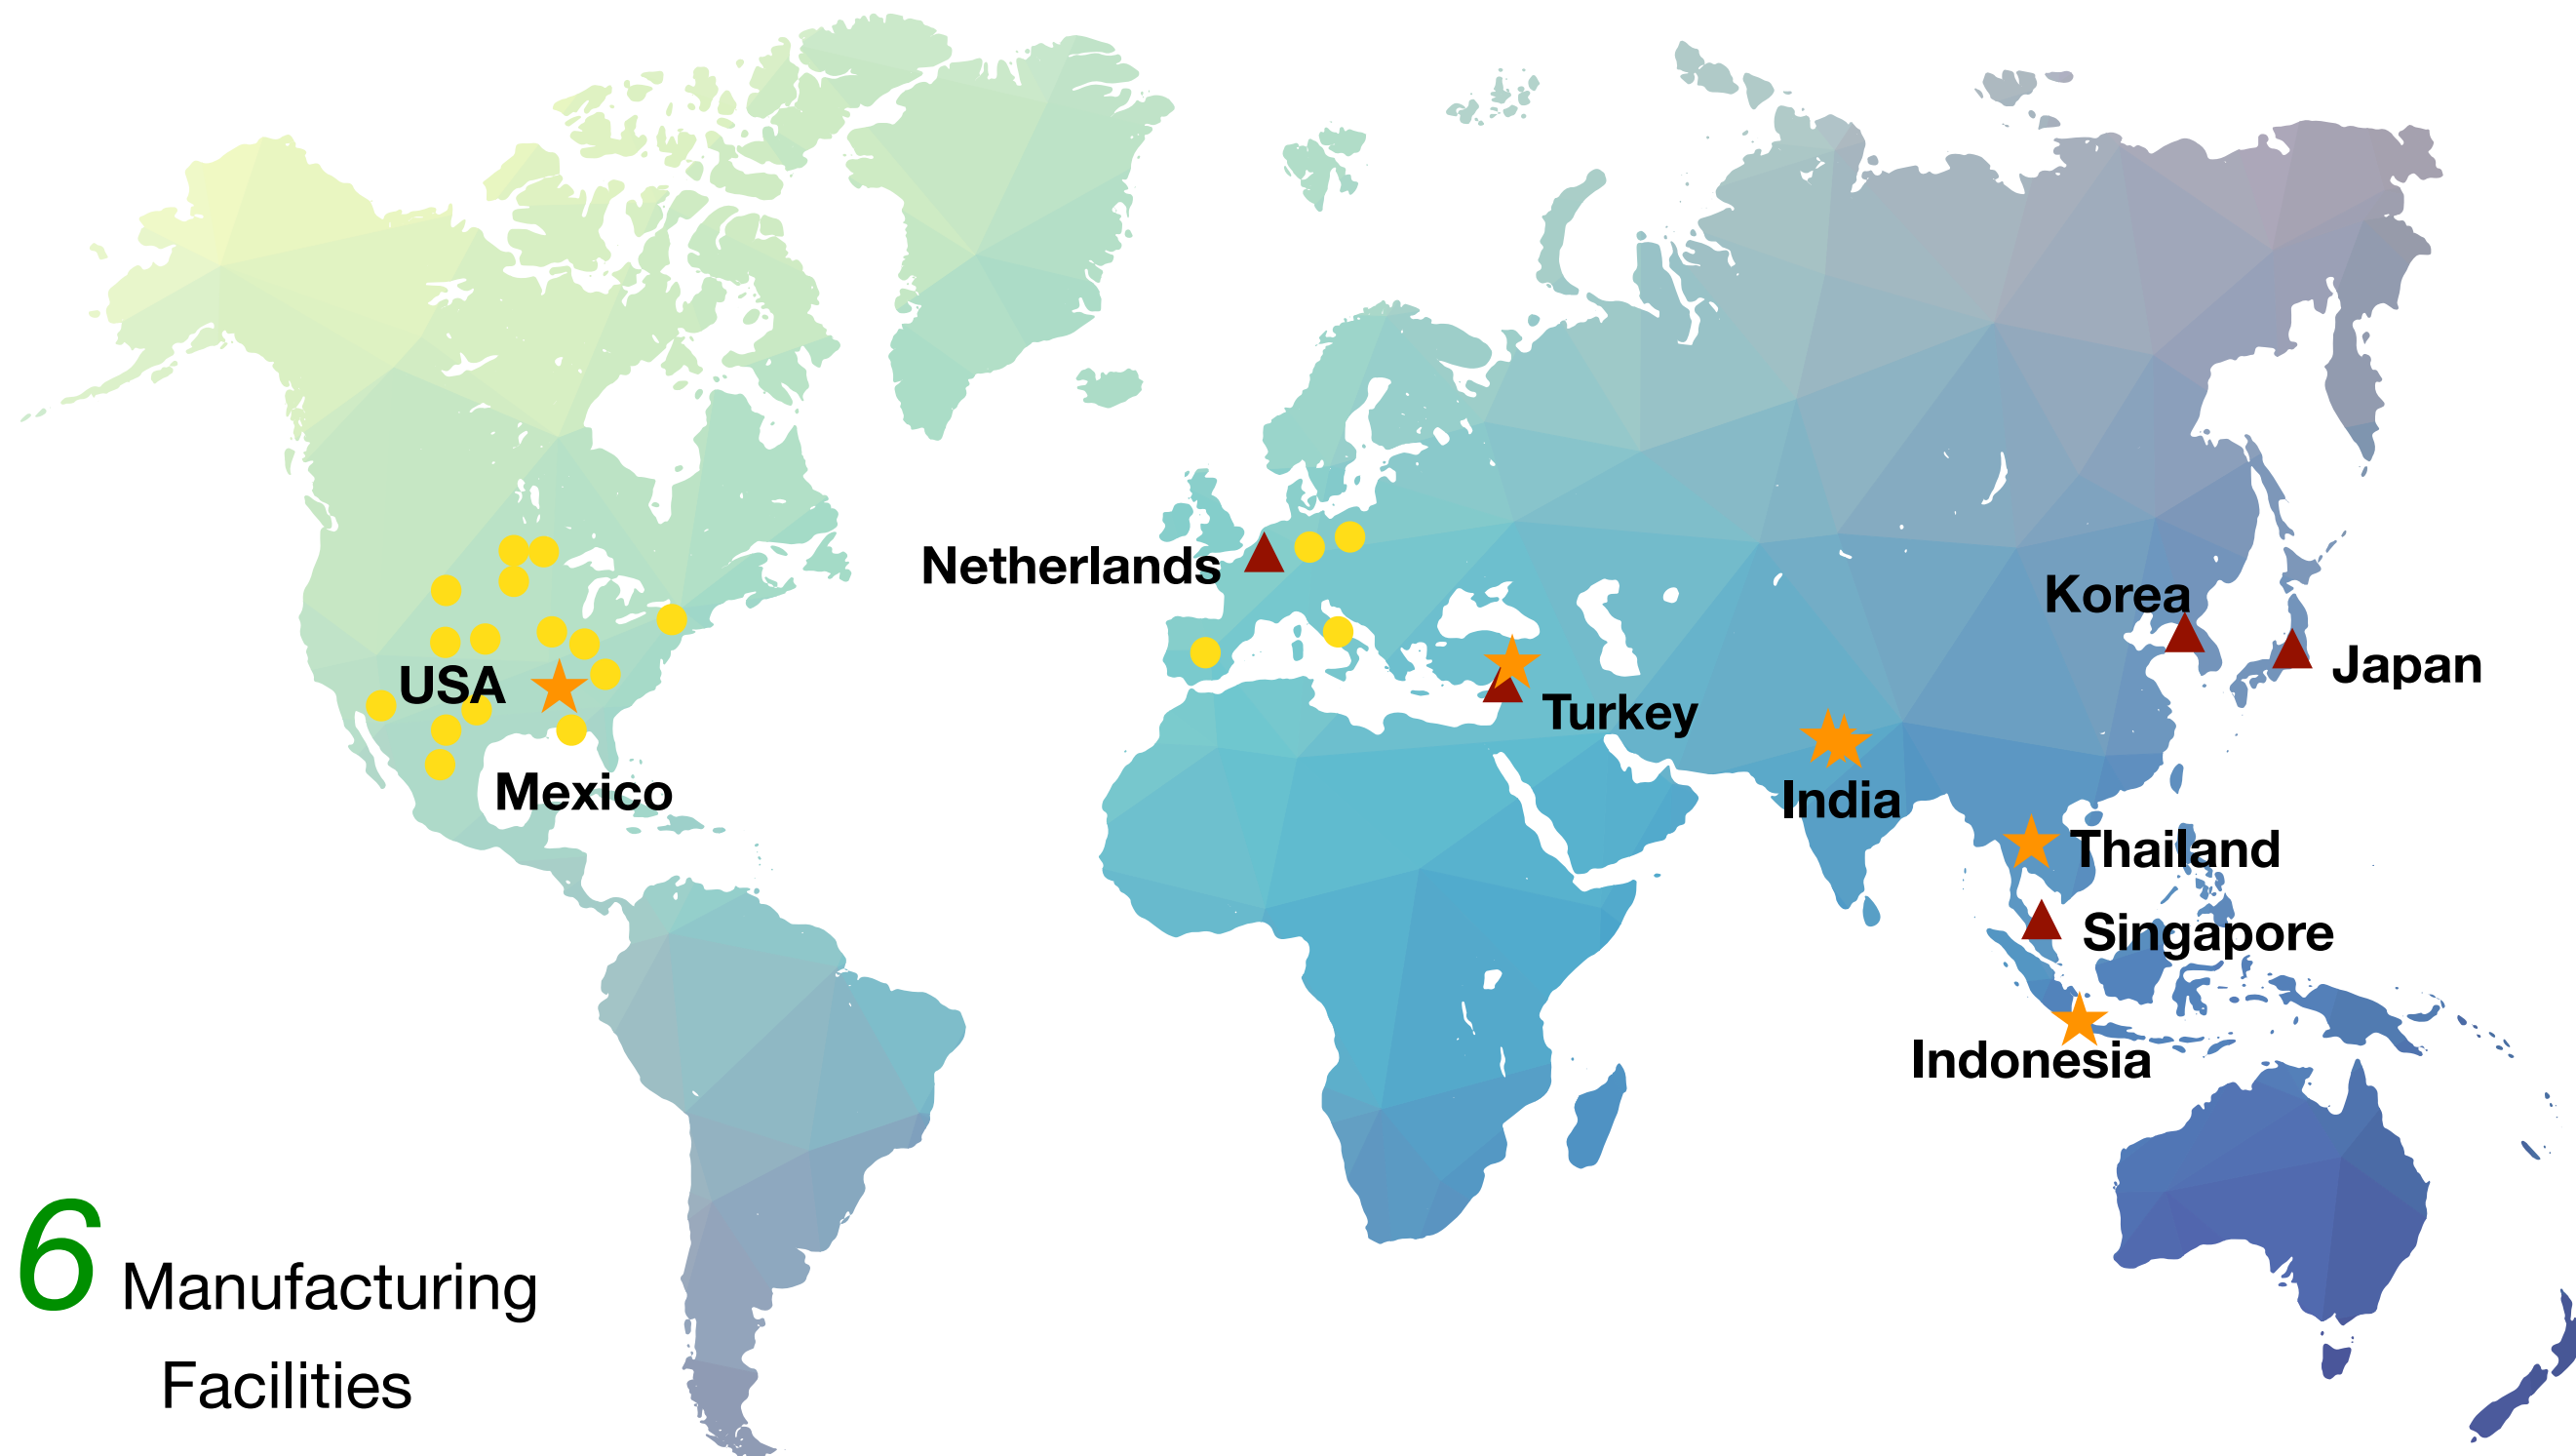 Netherlands
Korea
Japan
USA
Turkey
Mexico
India
Thailand
Singapore
Indonesia
6 Manufacturing
Facilities